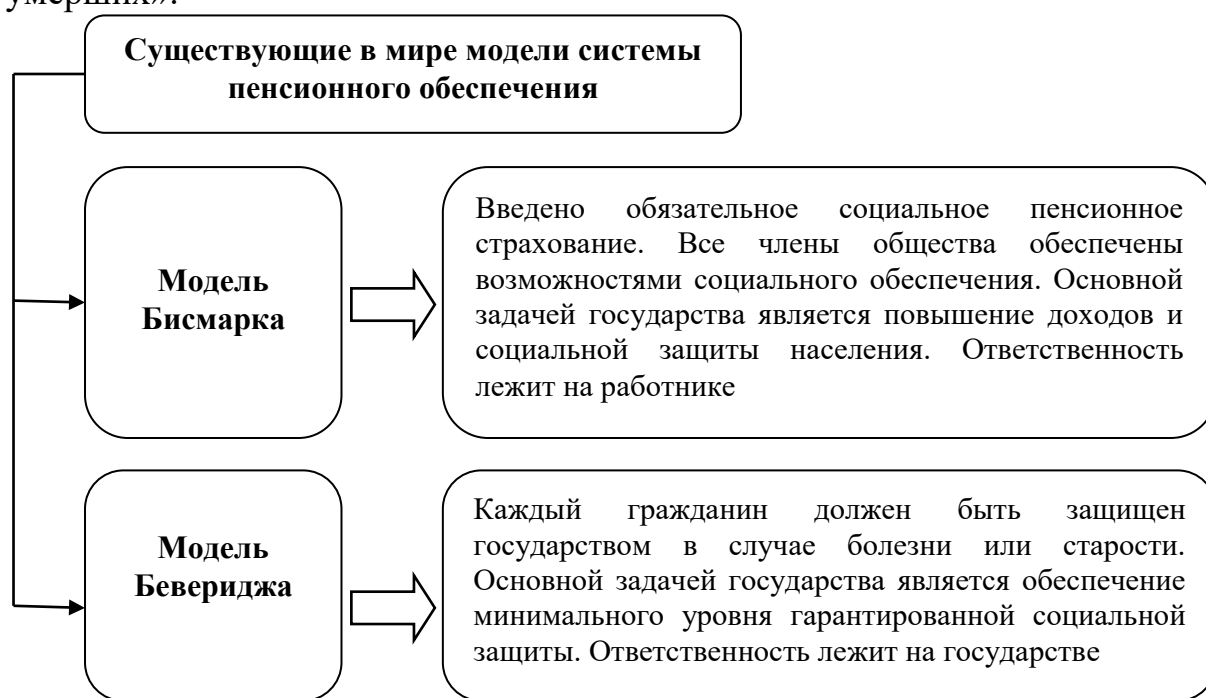 умерших».
Существующие в мире модели системы
пенсионного обеспечения
Модель
Бисмарка
Введено обязательное социальное пенсионное
страхование. Все члены общества обеспечены
возможностями социального обеспечения. Основной
задачей государства является повышение доходов и
социальной защиты населения. Ответственность
лежит на работнике
Модель
Бевериджа
Каждый гражданин должен быть защищен
государством в случае болезни или старости.
Основной задачей государства является обеспечение
минимального уровня гарантированной социальной
защиты. Ответственность лежит на государстве